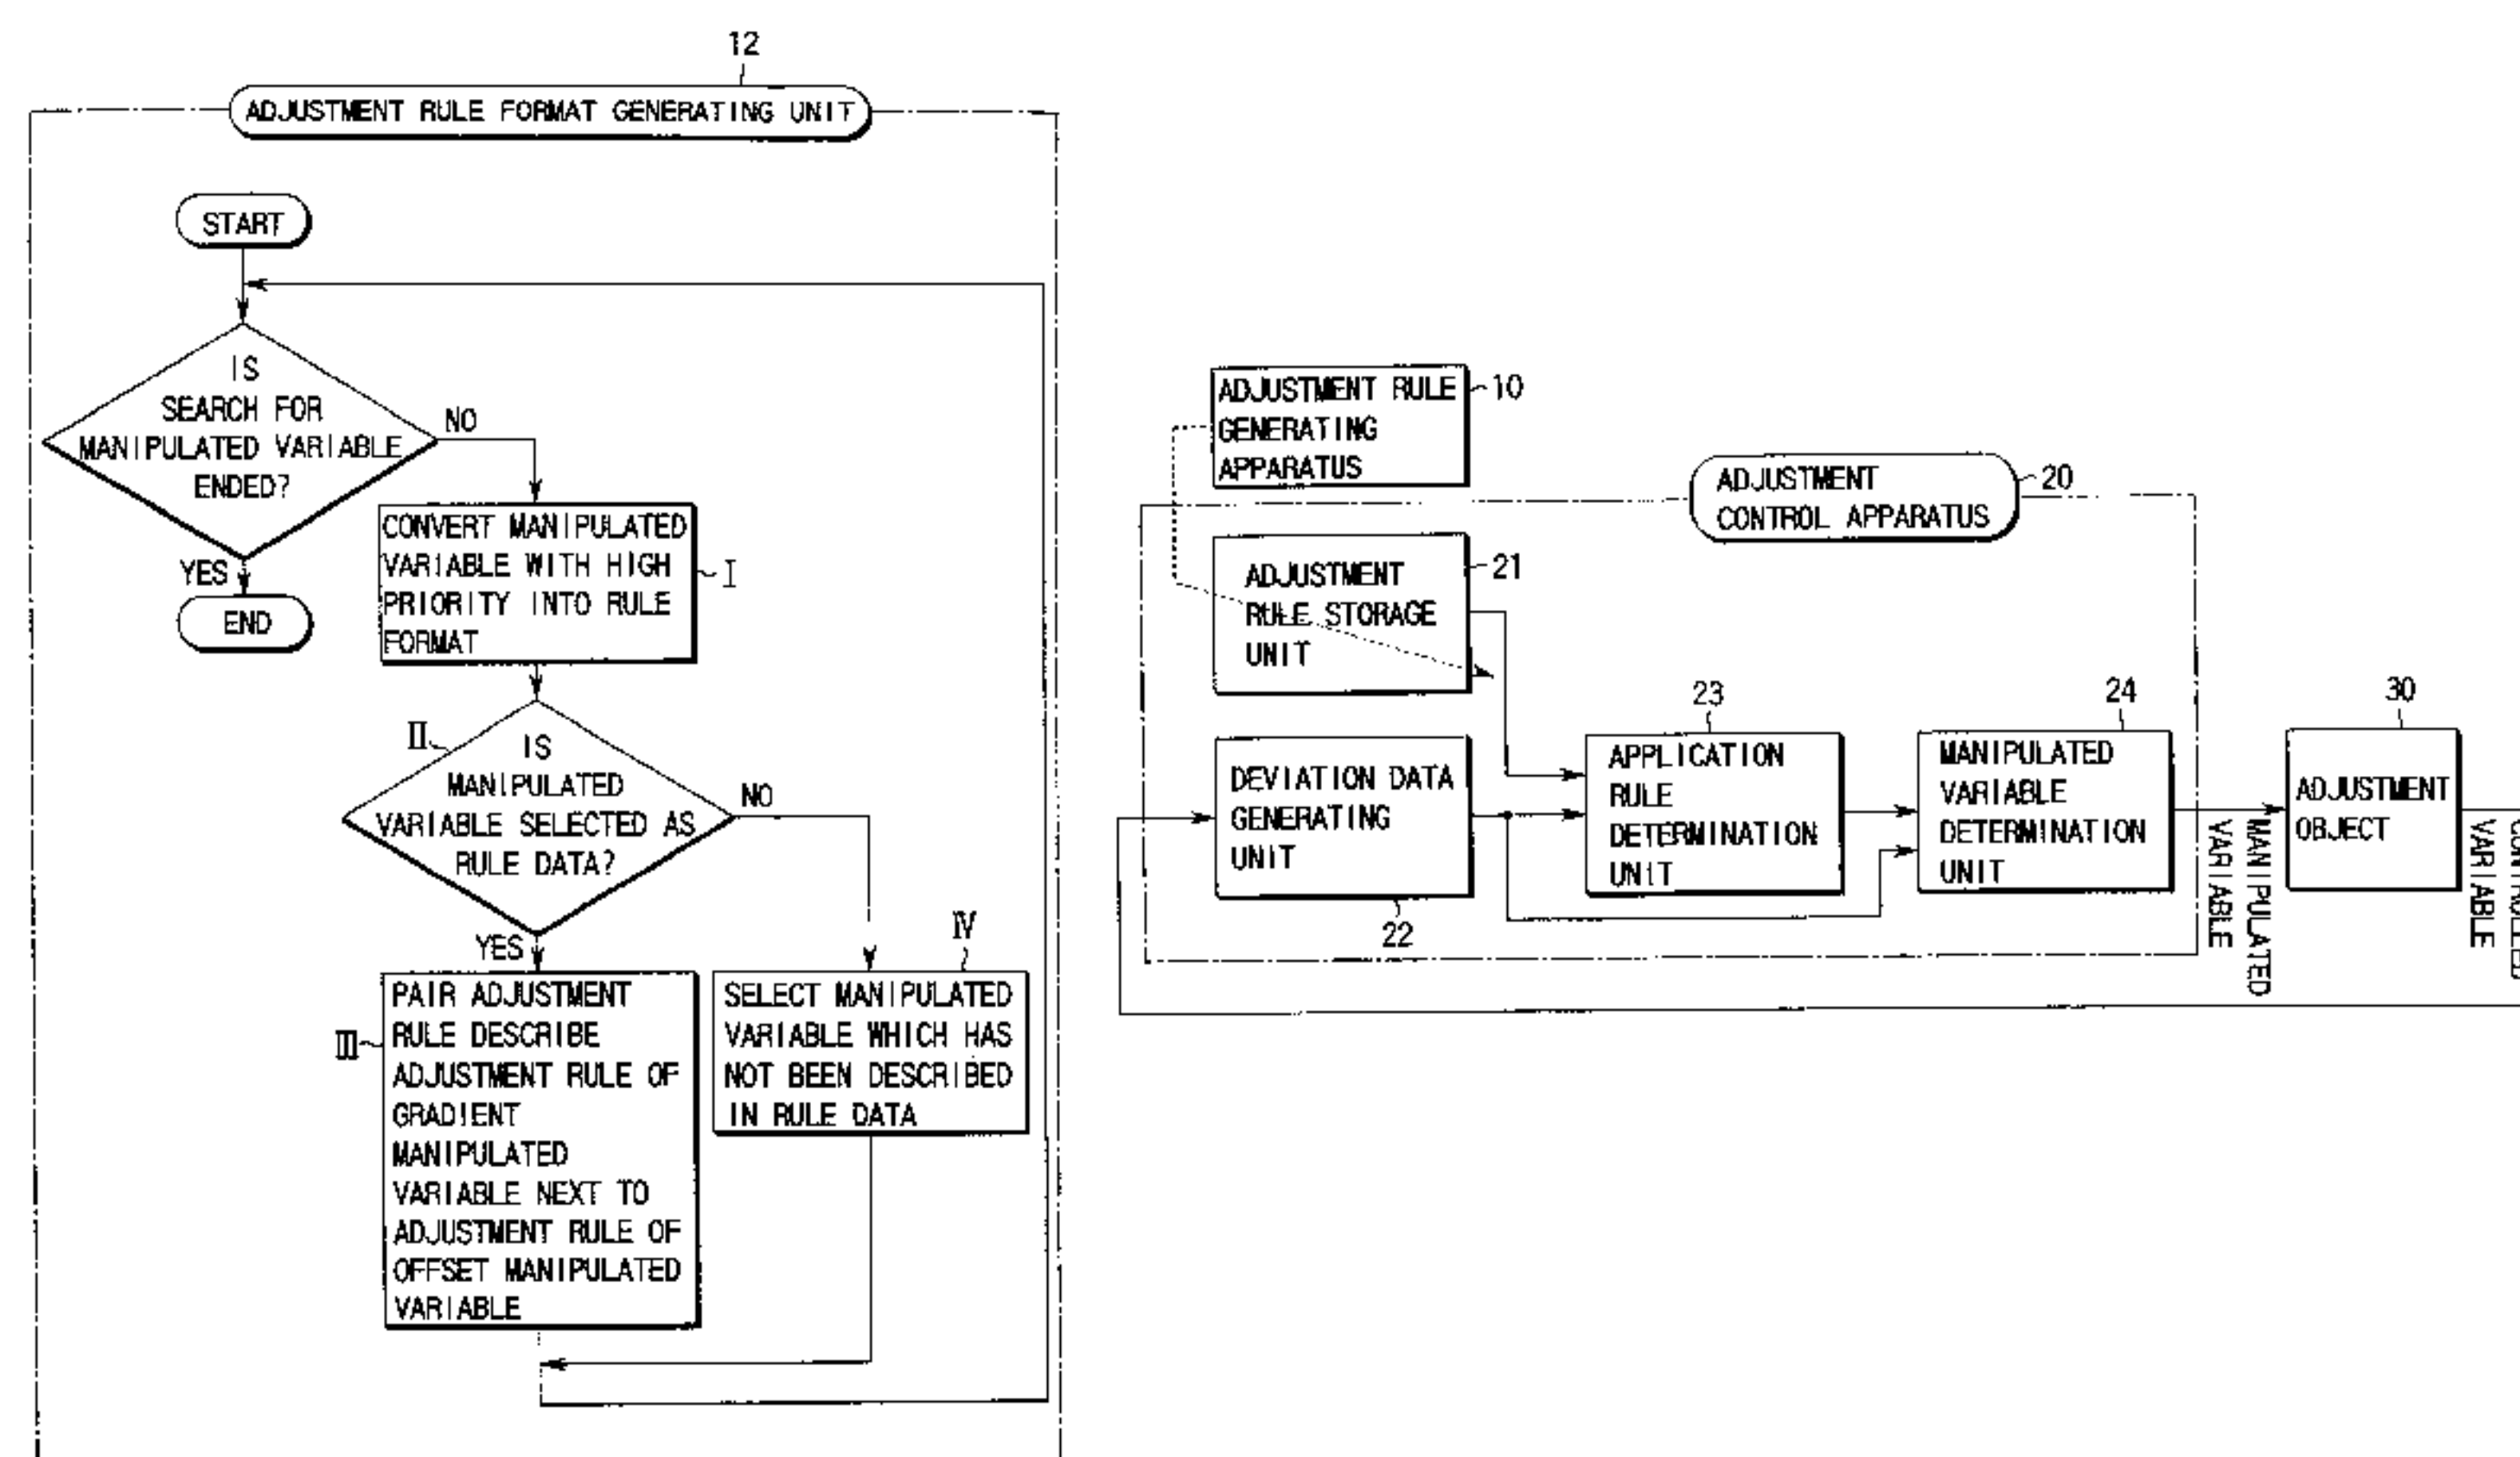 12
ADJUSTMENT RULE FORMAT GENERATING UNIT
START
IS
SEARCH FOR
MANIPULATED VARIABLE
ENDED?
NO
YES
END
CONVERT MANIPULATED
VARIABLE WITH HIGH
PRIORITY INTO RULE
FORMAT
I
II
IS
MANIPULATED
VARIABLE SELECTED AS
RULE DATA?
NO
YES
III
PAIR ADJUSTMENT
RULE DESCRIBE
ADJUSTMENT RULE OF
GRADIENT
MANIPULATED
VARIABLE NEXT TO
ADJUSTMENT RULE OF
OFFSET MANIPULATED
VARIABLE
IV
SELECT MANIPULATED
VARIABLE WHICH HAS
NOT BEEN DESCRIBED
IN RULE DATA
ADJUSTMENT RULE
GENERATING
APPARATUS
10
ADJUSTMENT
CONTROL APPARATUS
20
ADJUSTMENT
RULE STORAGE
UNIT
21
DEVIATION DATA
GENERATING
UNIT
22
23
APPLICATION
RULE
DETERMINATION
UNIT
24
MANIPULATED
VARIABLE
DETERMINATION
UNIT
MANIPULATED
VARIABLE
30
ADJUSTMENT
OBJECT
VARIABLE